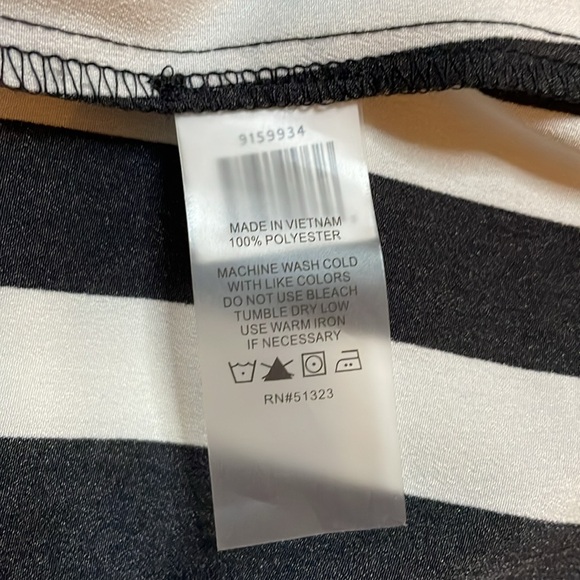 9159934
MADE IN VIETNAM
100% POLYESTER
MACHINE WASH COLD
WITH LIKE COLORS
DO NOT USE BLEACH
TUMBLE DRY LOW
USE WARM IRON
IF NECESSARY
RN#51323